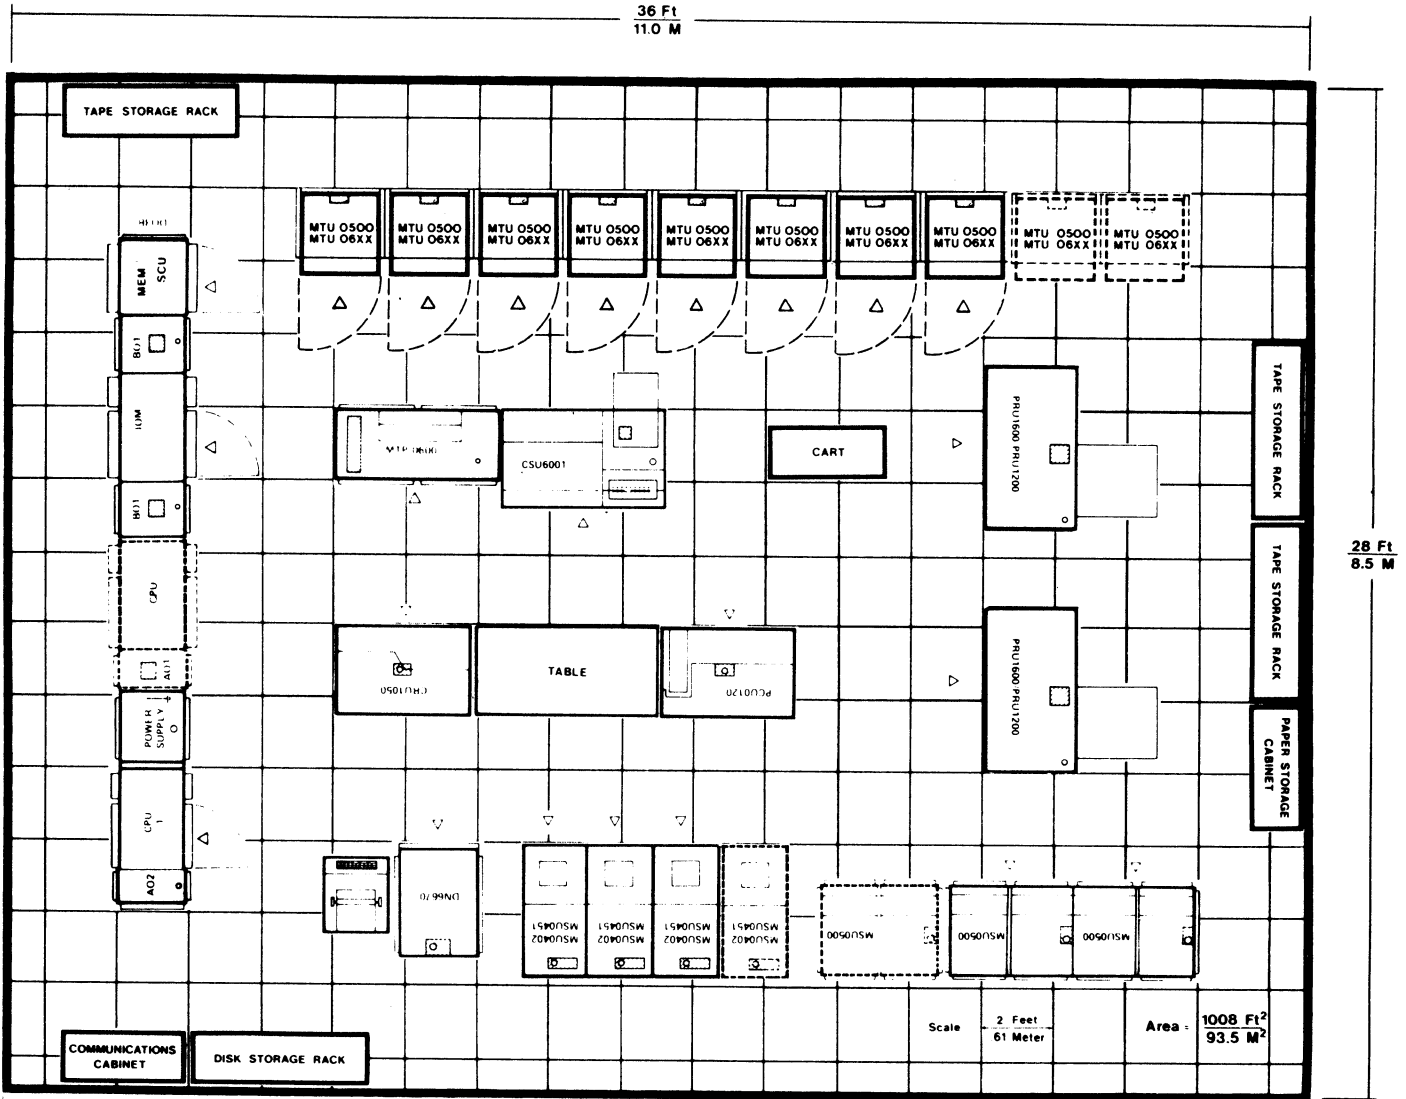 36 Ft
11.0 M
TAPE STORAGE RACK
MTU 0500
MTU 06XX
MTU 0500
MTU 06XX
MTU 0500
MTU 06XX
MTU 0500
MTU 06XX
MTU 0500
MTU 06XX
MTU 0500
MTU 06XX
MTU 0500
MTU 06XX
MTU 0500
MTU 06XX
MTU 0500
MTU 06XX
MTU 0500
MTU 06XX
MEM
SCU
BO1
IOM
BO1
CPU
AO1
POWER
SUPPLY
CPU
1
AO2
MTP 0600
CSU6001
CART
PRU1600/PRU1200
TAPE STORAGE RACK
28 Ft
8.5 M
TAPE STORAGE RACK
CRU1050
TABLE
PCU0120
PRU1600/PRU1200
PAPER STORAGE
CABINET
DN6670
MSU0402
MSU0451
MSU0402
MSU0451
MSU0402
MSU0451
MSU0402
MSU0451
MSU0500
MSU0500
MSU0500
Scale
2 Feet
61 Meter
Area =
1008 Ft²
93.5 M²
COMMUNICATIONS
CABINET
DISK STORAGE RACK